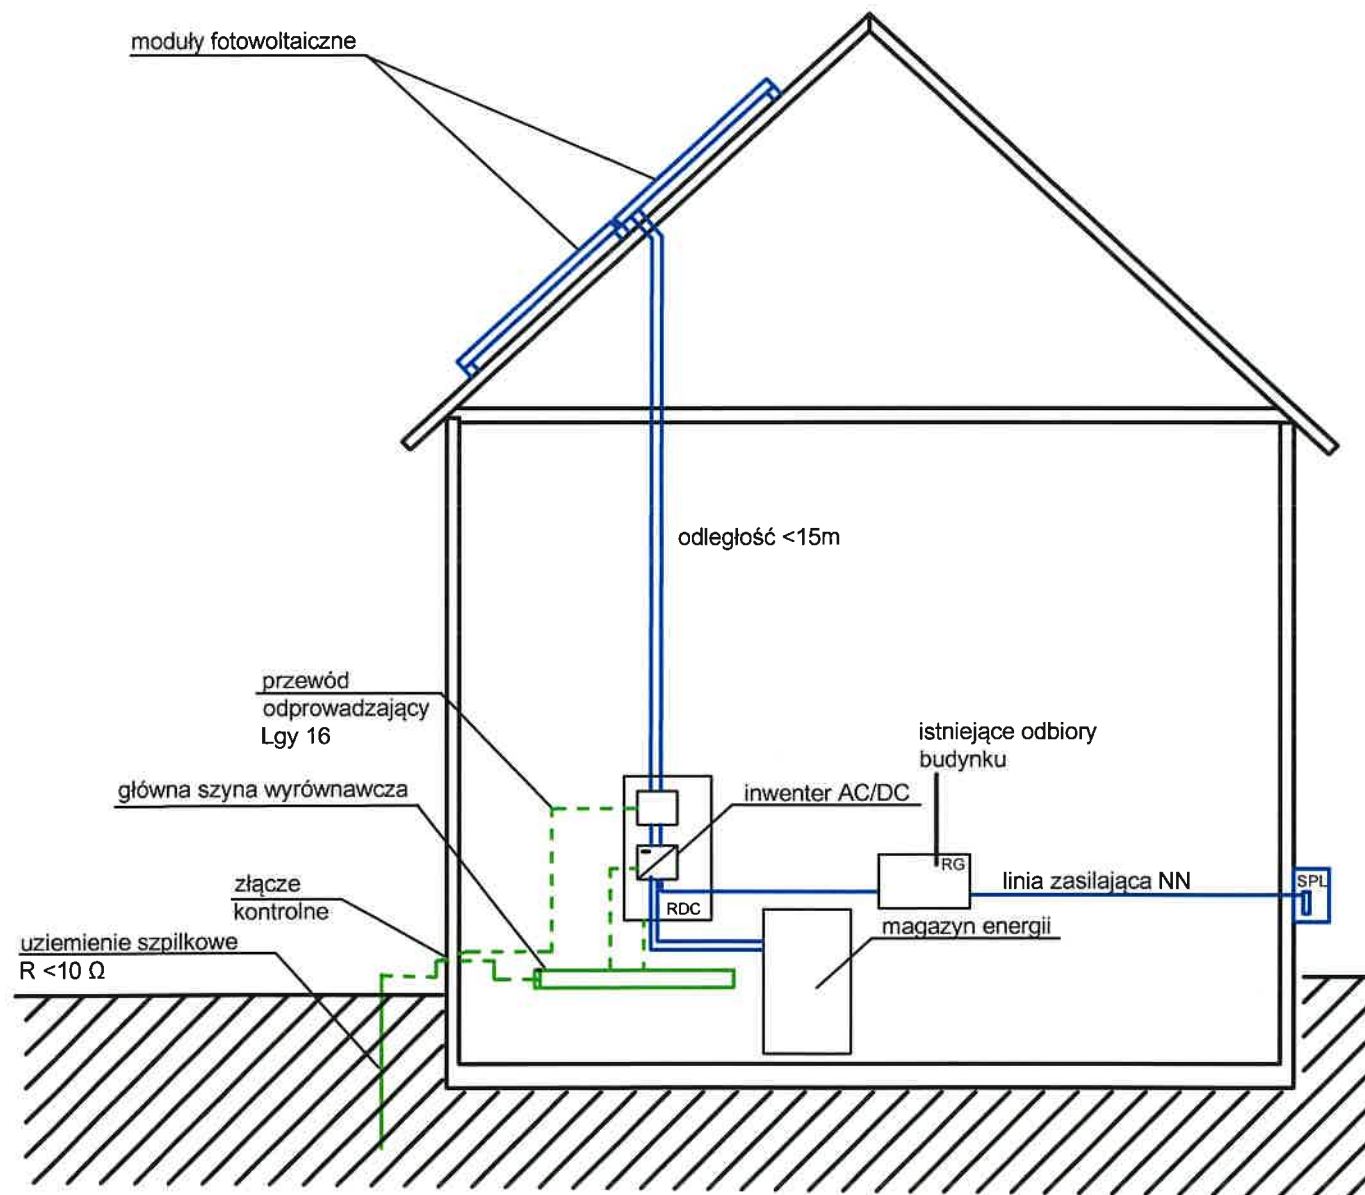 moduły fotowoltaiczne
odległość <15m
przewód
odprowadzający
Lgy 16
istniejące odbiory
budynku
główna szyna wyrównawcza
inwenter AC/DC
RG
złącze
kontrolne
linia zasilająca NN
SPL
RDC
magazyn energii
uziemienie szpilkowe
R <10 Ω